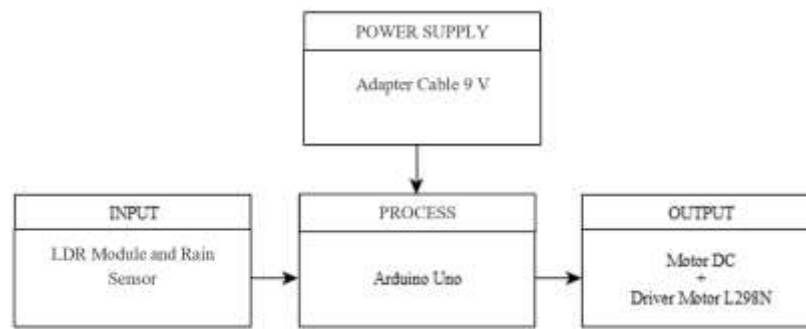 POWER SUPPLY
Adapter Cable 9 V
INPUT
LDR Module and Rain
Sensor
PROCESS
Arduino Uno
OUTPUT
Motor DC
+
Driver Motor L298N